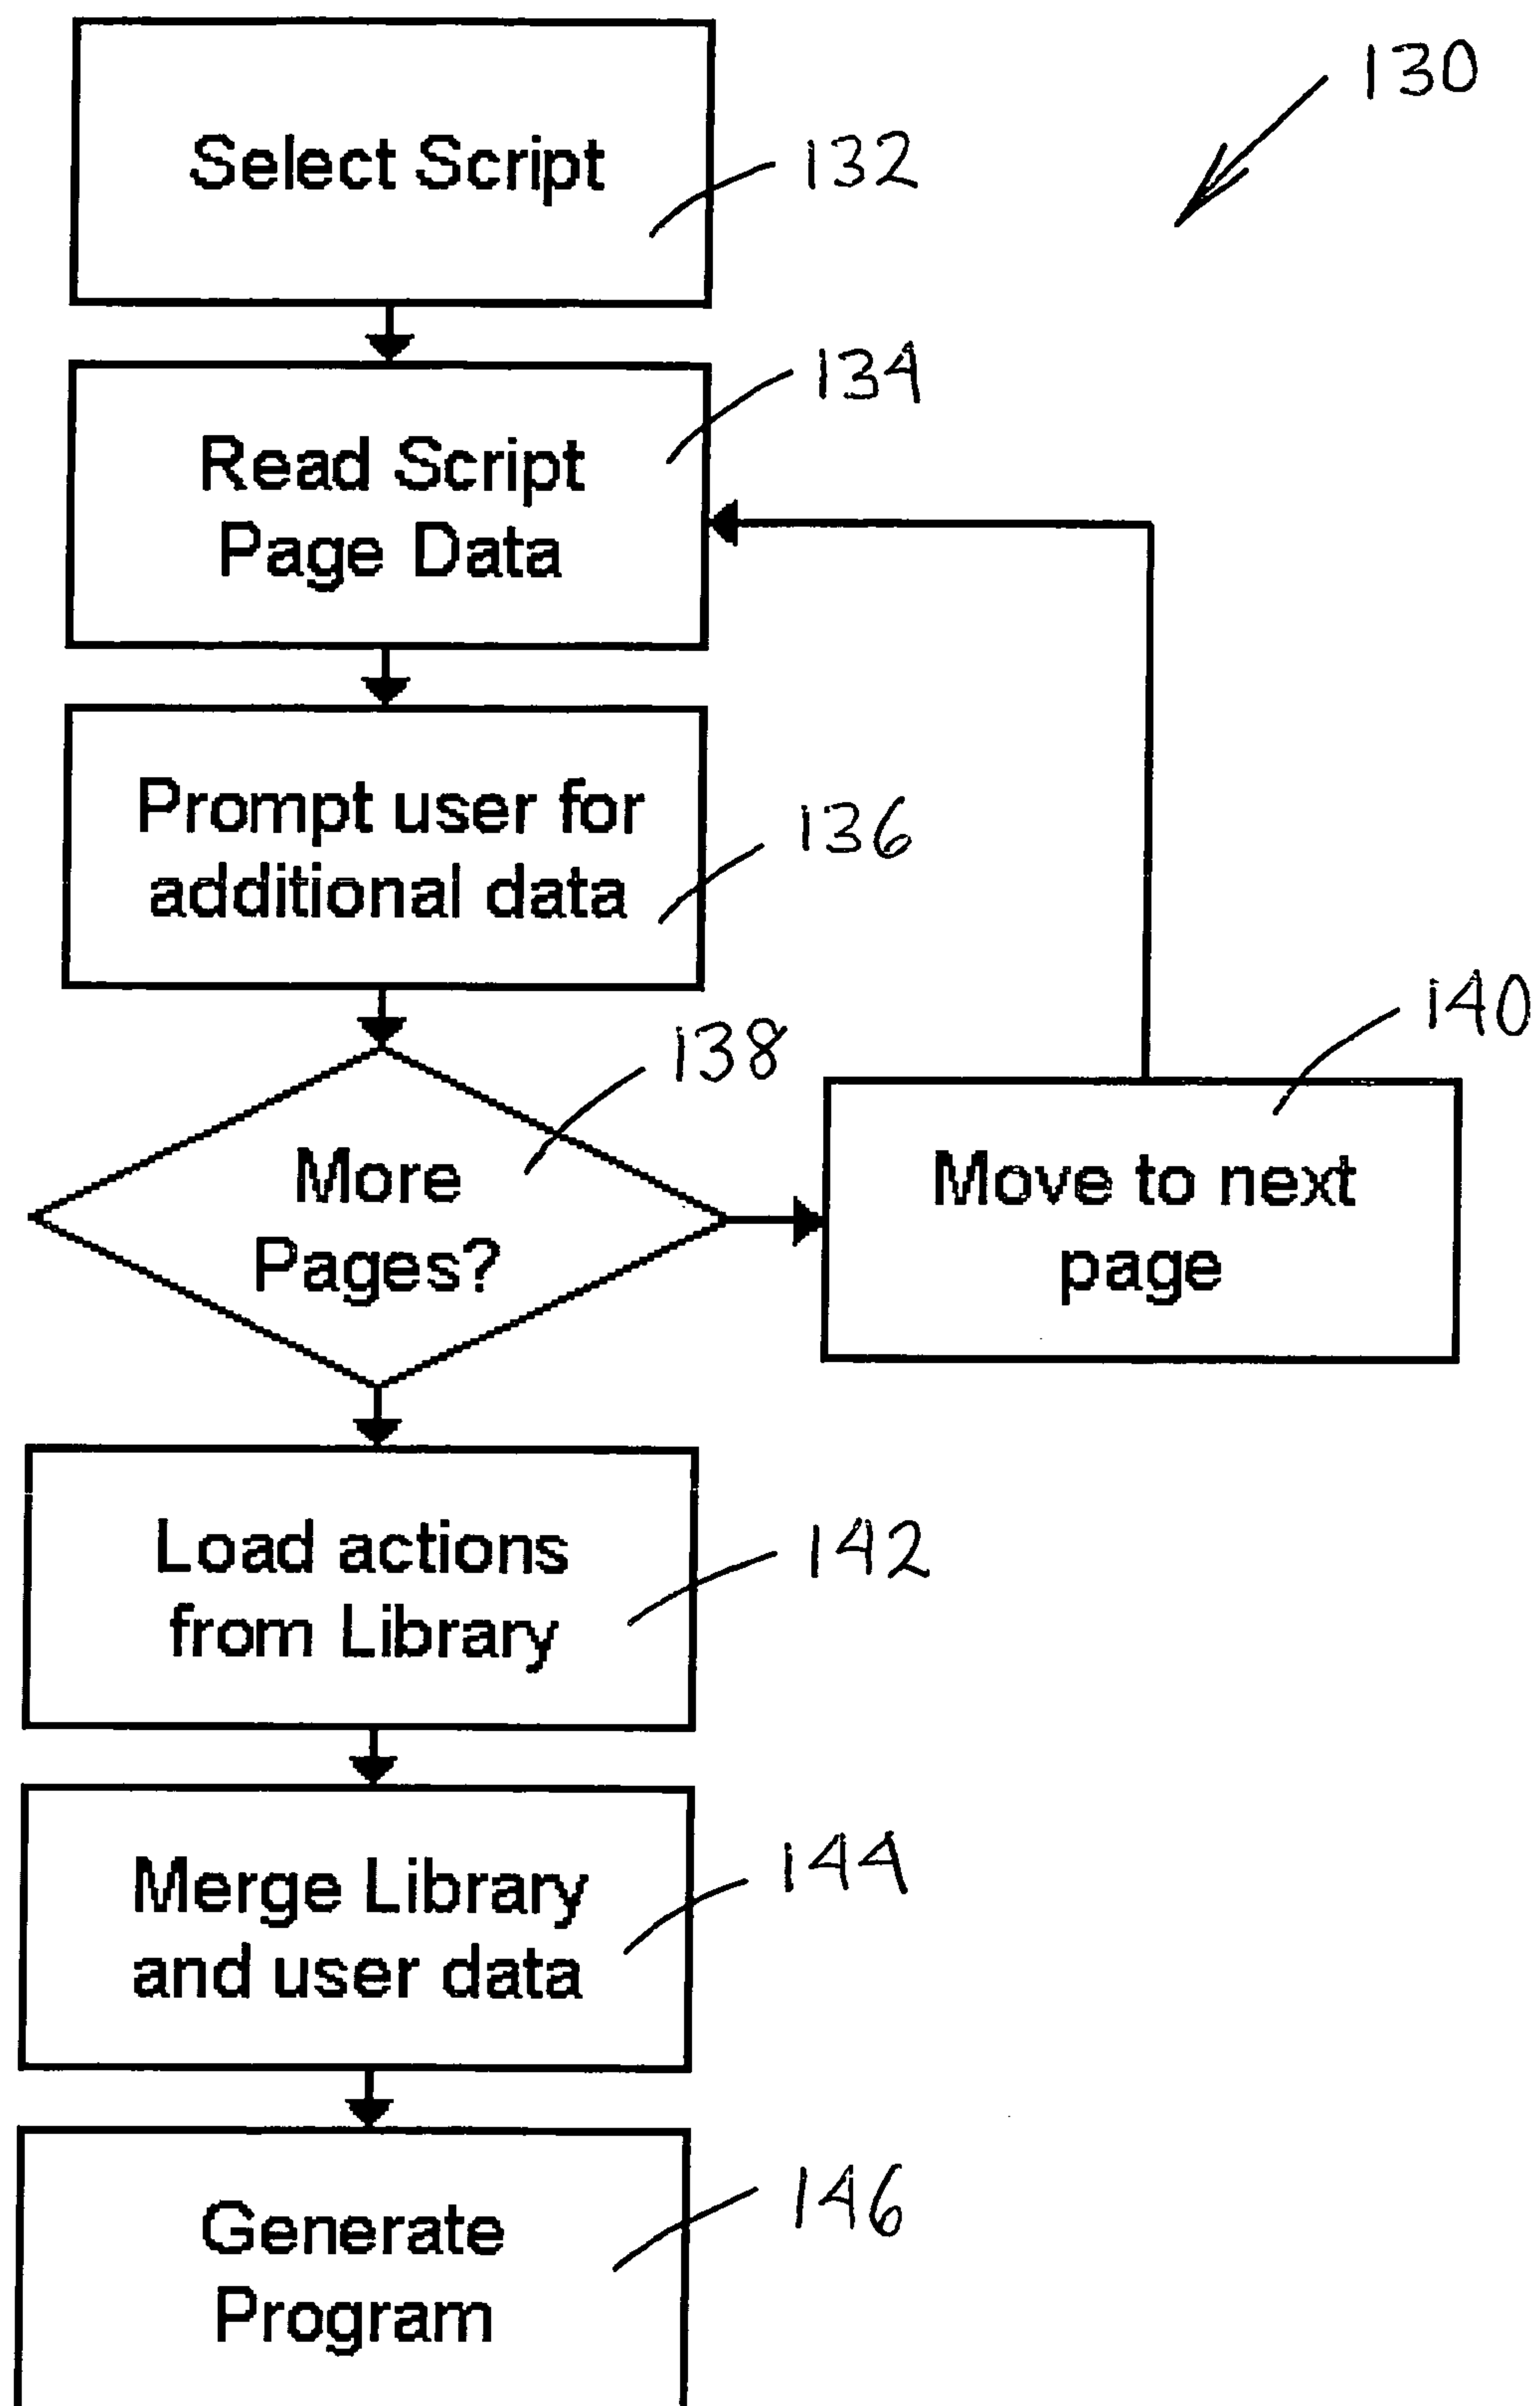 130
Select Script
132
134
Read Script
Page Data
Prompt user for
additional data
136
138
140
More
Pages?
Move to next
page
Load actions
from Library
142
Merge Library
and user data
144
Generate
Program
146